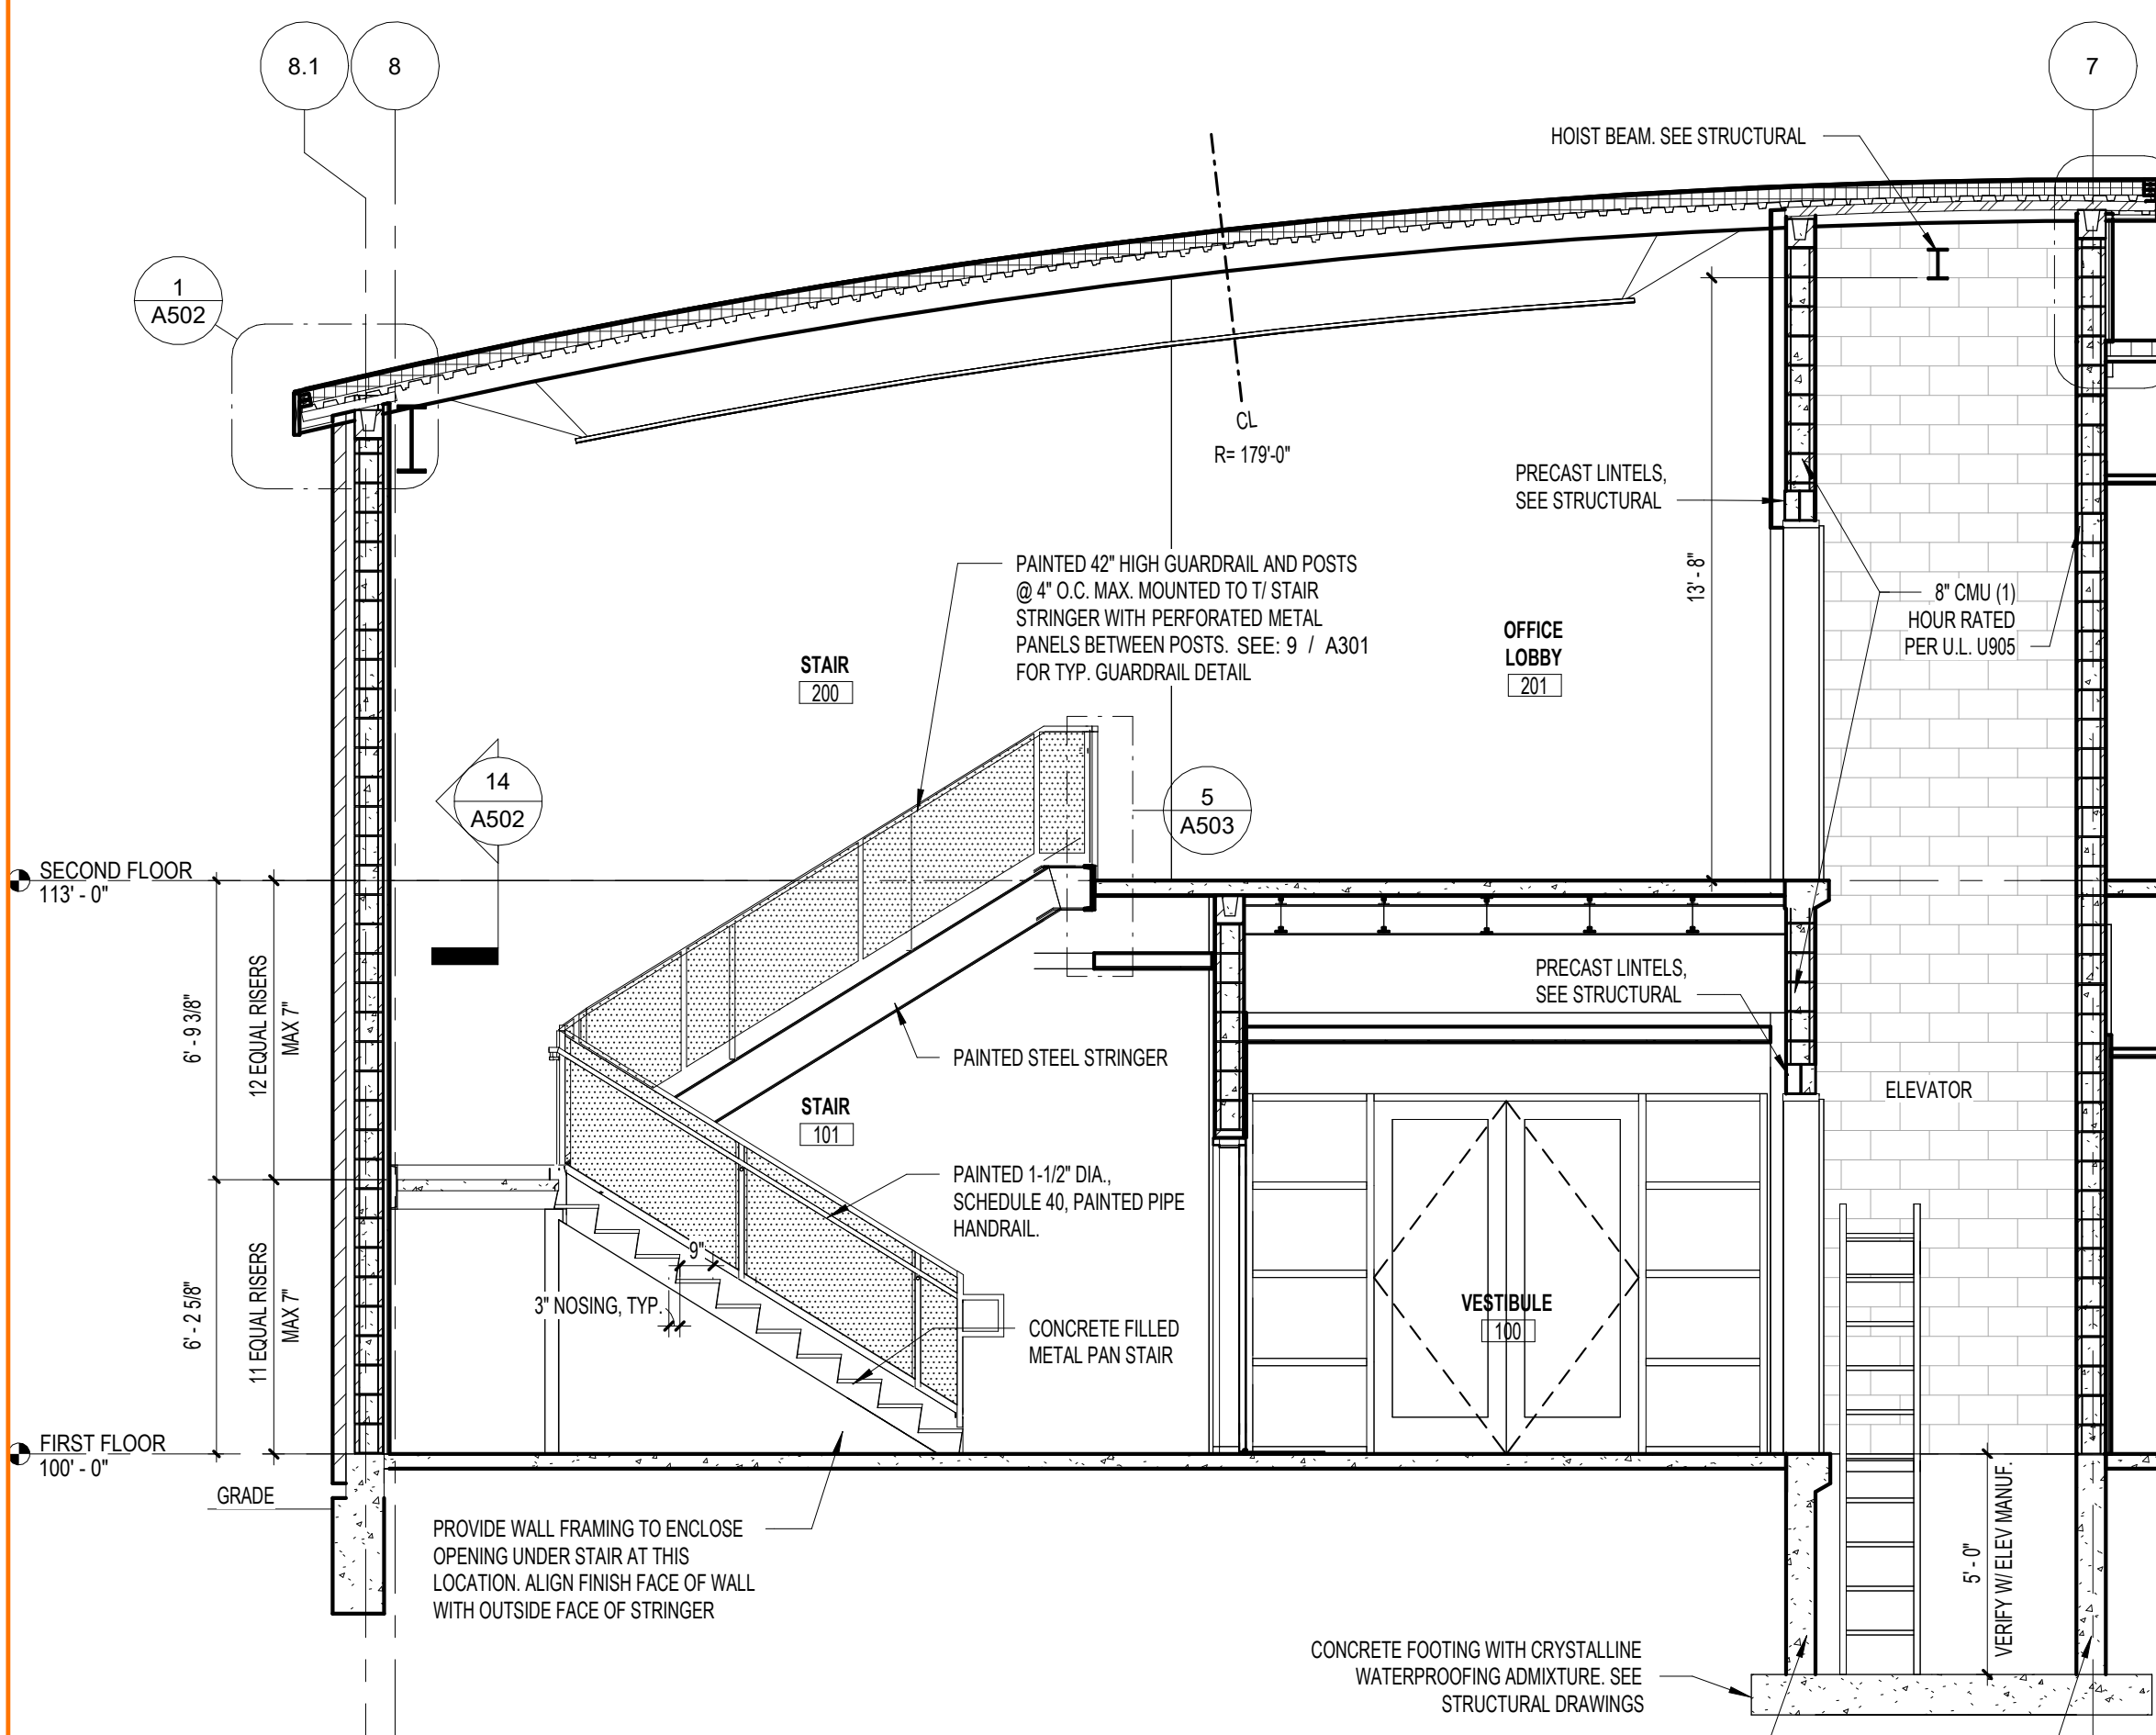 8.1
8
7
HOIST BEAM. SEE STRUCTURAL
1
A502
CL
R= 179'-0"
PRECAST LINTELS,
SEE STRUCTURAL
13' - 8"
PAINTED 42" HIGH GUARDRAIL AND POSTS
@ 4" O.C. MAX. MOUNTED TO T/ STAIR
STRINGER WITH PERFORATED METAL
PANELS BETWEEN POSTS. SEE: 9 / A301
FOR TYP. GUARDRAIL DETAIL
8" CMU (1)
HOUR RATED
PER U.L. U905
STAIR
200
OFFICE
LOBBY
201
14
A502
5
A503
SECOND FLOOR
113' - 0"
6' - 9 3/8"
12 EQUAL RISERS
MAX 7"
PRECAST LINTELS,
SEE STRUCTURAL
PAINTED STEEL STRINGER
ELEVATOR
STAIR
101
PAINTED 1-1/2" DIA.,
SCHEDULE 40, PAINTED PIPE
HANDRAIL.
6' - 2 5/8"
11 EQUAL RISERS
MAX 7"
9"
3" NOSING, TYP.
VESTIBULE
100
CONCRETE FILLED
METAL PAN STAIR
FIRST FLOOR
100' - 0"
GRADE
PROVIDE WALL FRAMING TO ENCLOSE
OPENING UNDER STAIR AT THIS
LOCATION. ALIGN FINISH FACE OF WALL
WITH OUTSIDE FACE OF STRINGER
5' - 0"
VERIFY W/ ELEV MANUF.
CONCRETE FOOTING WITH CRYSTALLINE
WATERPROOFING ADMIXTURE. SEE
STRUCTURAL DRAWINGS